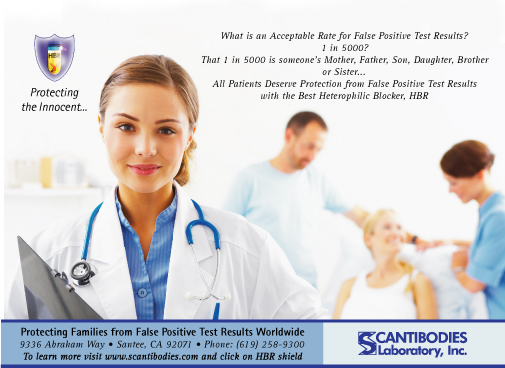 What is an Acceptable Rate for False Positive Test Results?
1 in 5000?
That 1 in 5000 is someone's Mother, Father, Son, Daughter, Brother
or Sister...
All Patients Deserve Protection from False Positive Test Results
with the Best Heterophilic Blocker, HBR
HBR
Protecting
the Innocent...
Protecting Families from False Positive Test Results Worldwide
9336 Abraham Way • Santee, CA 92071 • Phone: (619) 258-9300
To learn more visit www.scantibodies.com and click on HBR shield
SCANTIBODIES
Laboratory, Inc.